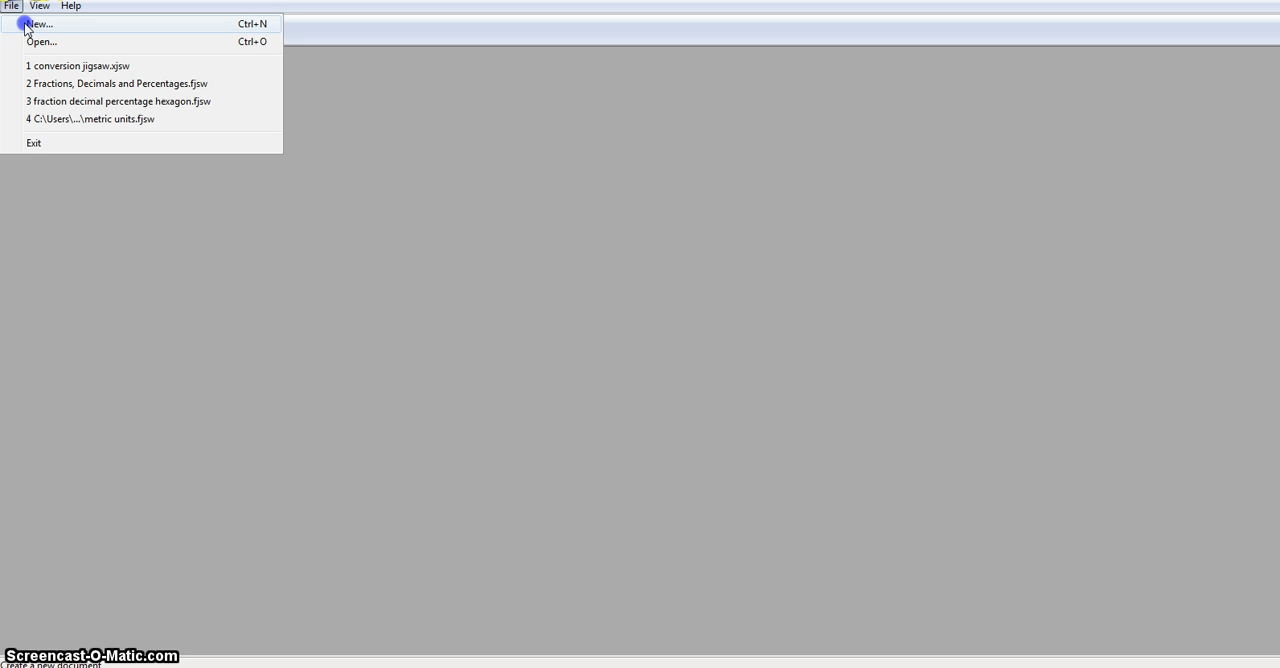 File View Help
New... Ctrl+N
Open... Ctrl+O
1 conversion jigsaw.xjsw
2 Fractions, Decimals and Percentages.fjsw
3 fraction decimal percentage hexagon.fjsw
4 C:\Users\...\metric units.fjsw
Exit
Screencast-O-Matic.com
Create a new document